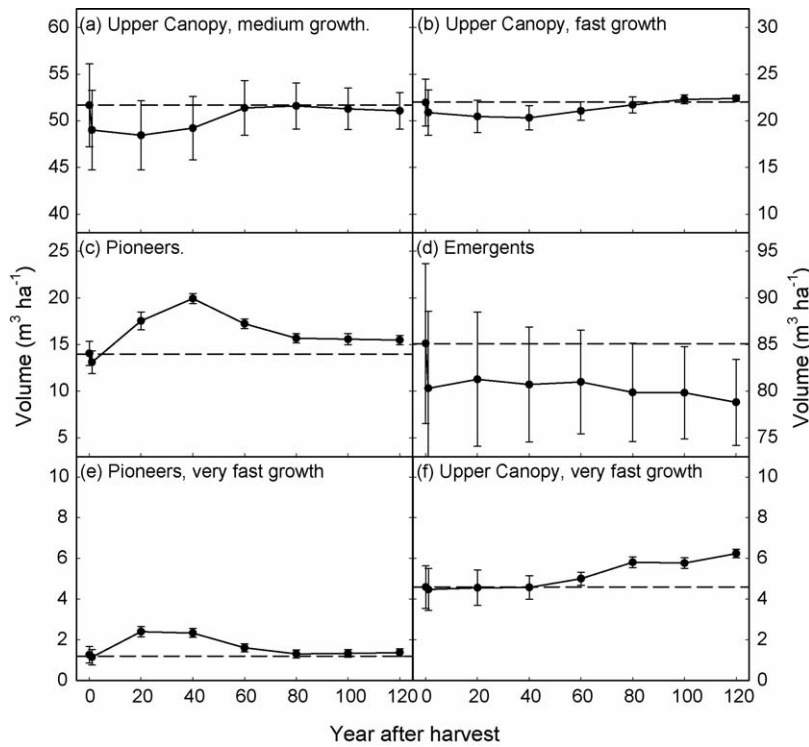 (a) Upper Canopy, medium growth.
60
55
50
45
40
(b) Upper Canopy, fast growth
30
25
20
15
10
(c) Pioneers.
25
20
15
10
5
(d) Emergents
95
90
85
80
75
(e) Pioneers, very fast growth
10
8
6
4
2
0
(f) Upper Canopy, very fast growth
10
8
6
4
2
0
Volume (m³ ha⁻¹)
Volume (m³ ha⁻¹)
0 20 40 60 80 100 120
0 20 40 60 80 100 120
Year after harvest